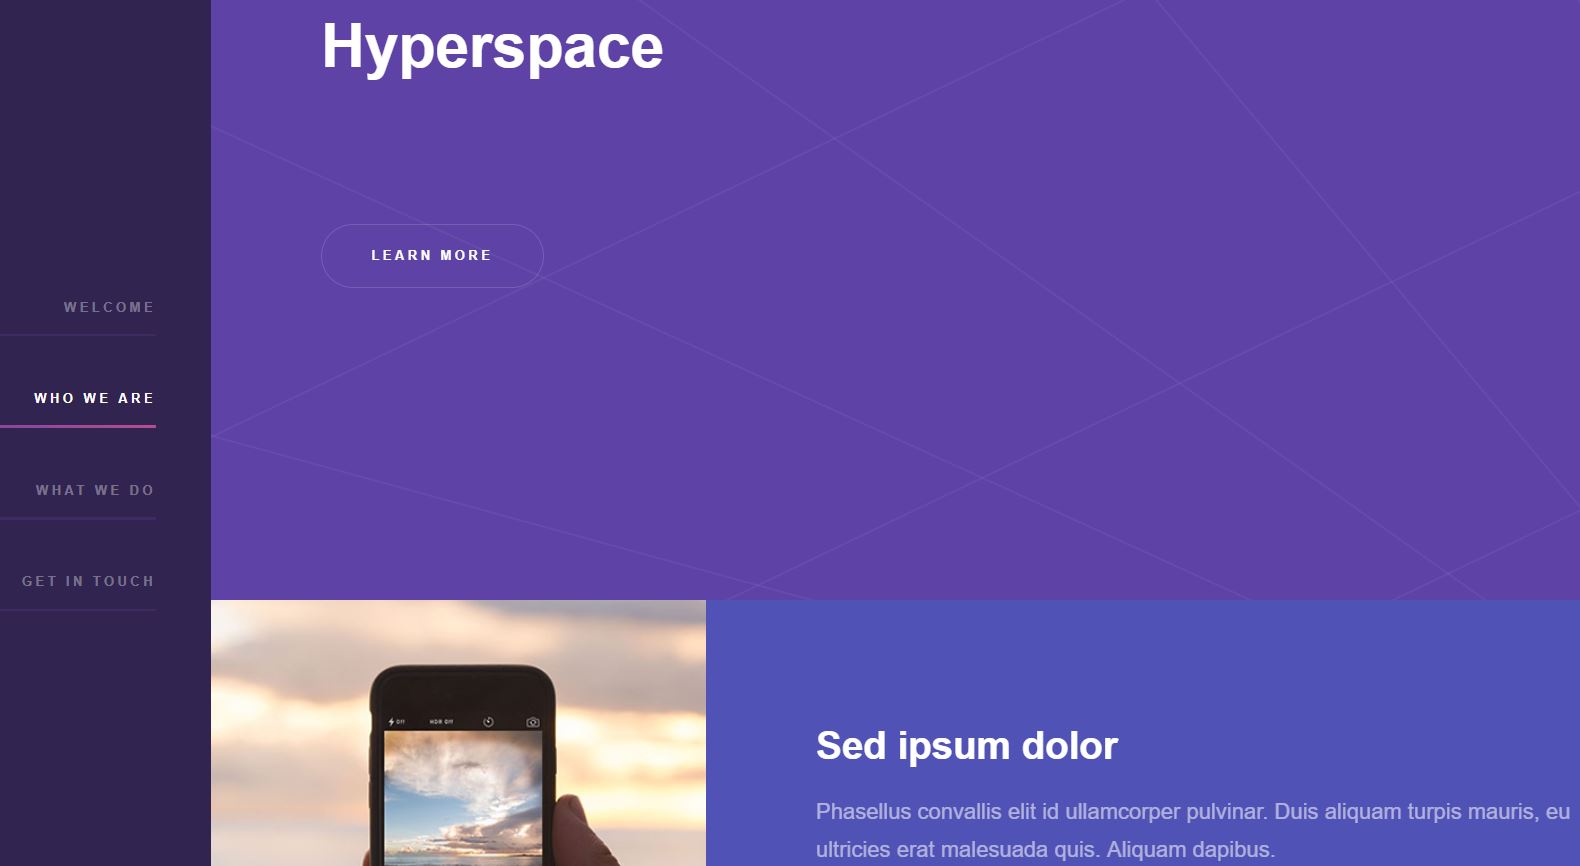 Hyperspace
LEARN MORE
WELCOME
WHO WE ARE
WHAT WE DO
GET IN TOUCH
Off
HDR Off
Sed ipsum dolor
Phasellus convallis elit id ullamcorper pulvinar. Duis aliquam turpis mauris, eu
ultricies erat malesuada quis. Aliquam dapibus.